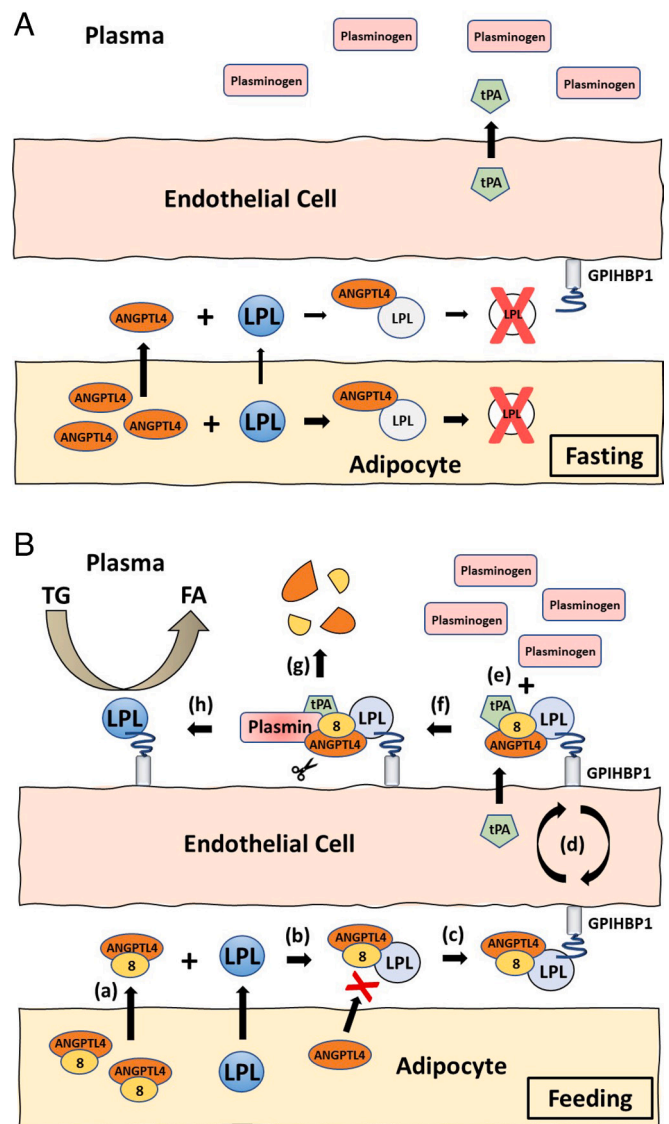 A
Plasma
Plasminogen
Plasminogen
Plasminogen
Plasminogen
tPA
Endothelial Cell
tPA
GPIHBP1
ANGPTL4
+
LPL
ANGPTL4
LPL
LPL
ANGPTL4
ANGPTL4
ANGPTL4
+
LPL
ANGPTL4
LPL
LPL
Adipocyte
Fasting
B
Plasma
TG
FA
Plasminogen
Plasminogen
Plasminogen
Plasminogen
(g)
(e)
+
LPL
(h)
tPA
Plasmin
8
LPL
ANGPTL4
(f)
tPA
8
LPL
ANGPTL4
GPIHBP1
Endothelial Cell
tPA
(d)
GPIHBP1
ANGPTL4
8
(a)
+
LPL
(b)
ANGPTL4
8
LPL
(c)
ANGPTL4
8
LPL
ANGPTL4
8
ANGPTL4
8
LPL
ANGPTL4
Adipocyte
Feeding